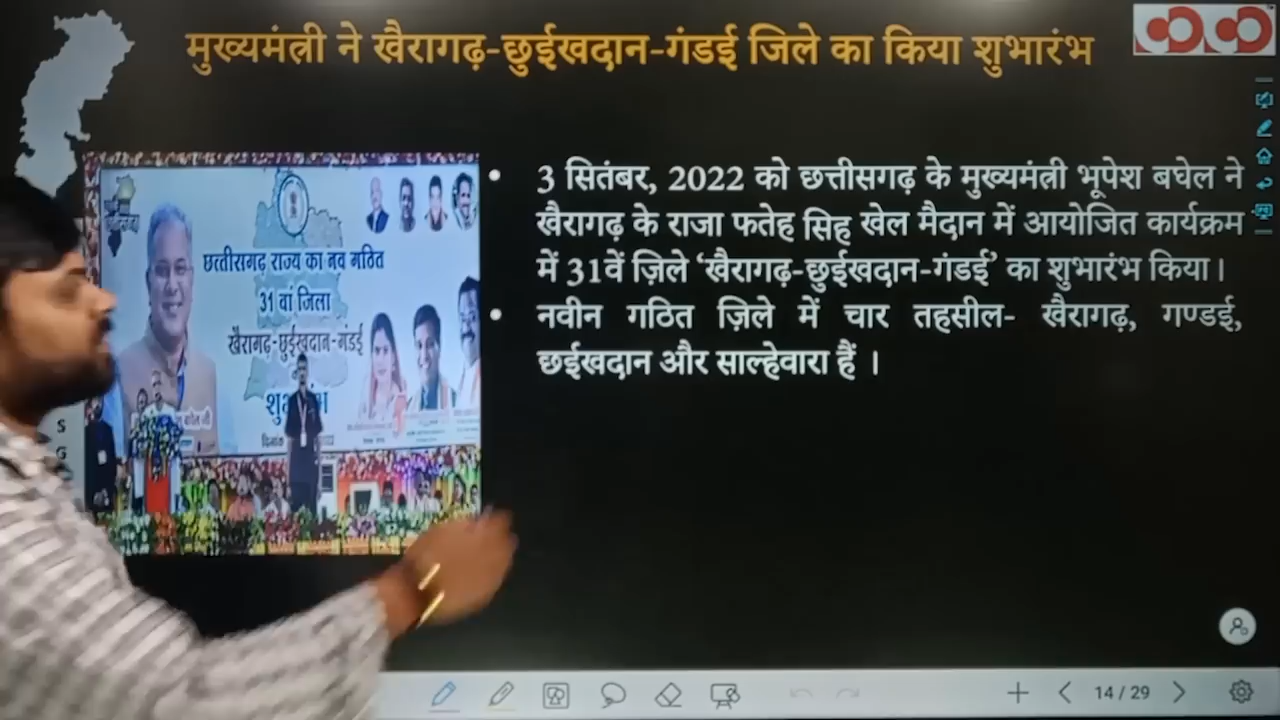 मुख्यमंत्री ने खैरागढ़-छुईखदान-गंडई जिले का किया शुभारंभ
छत्तीसगढ़ राज्य का नव गठित
31 वां जिला
खैरागढ़-छुईखदान-गंडई
दिनांक
3 सितंबर, 2022 को छत्तीसगढ़ के मुख्यमंत्री भूपेश बघेल ने
खैरागढ़ के राजा फतेह सिह खेल मैदान में आयोजित कार्यक्रम
में 31वें ज़िले ‘खैरागढ़-छुईखदान-गंडई’ का शुभारंभ किया।
नवीन गठित ज़िले में चार तहसील- खैरागढ़, गण्डई,
छईखदान और साल्हेवारा हैं ।
S
G
14 / 29